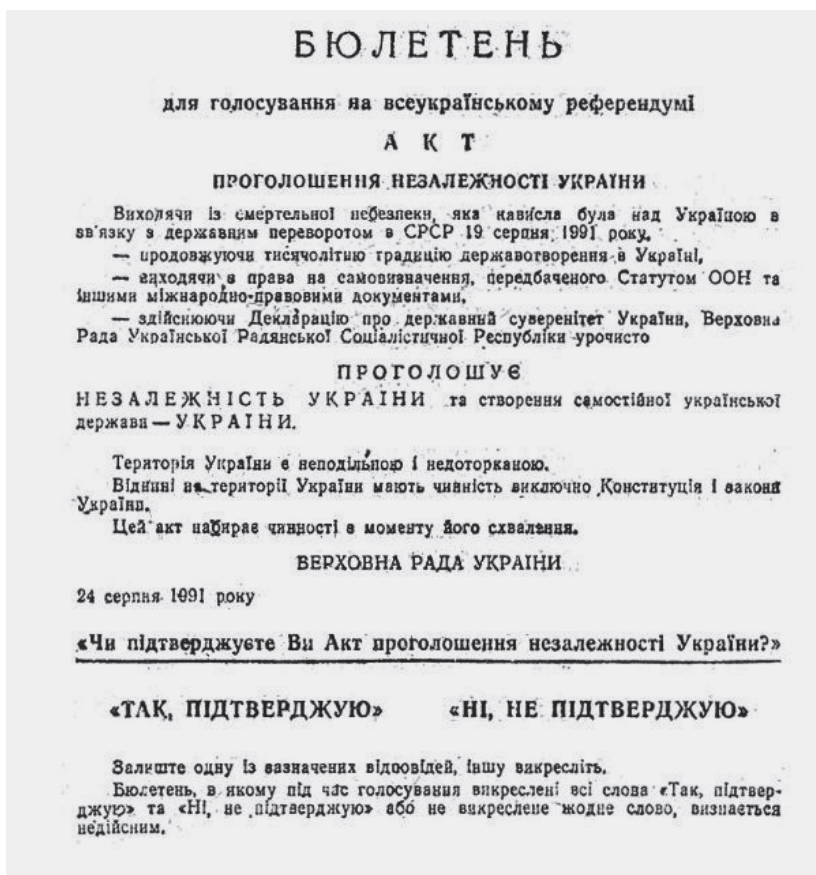 БЮЛЕТЕНЬ
для голосування на всеукраїнському референдумі
АКТ
ПРОГОЛОШЕННЯ НЕЗАЛЕЖНОСТІ УКРАЇНИ
Виходячи із смертельної небезпеки, яка нависла була над Україною в
зв'язку з державним переворотом в СРСР 19 серпня 1991 року,
— продовжуючи тисячолітню традицію державотворення в Україні,
— виходячи з права на самовизначення, передбаченого Статутом ООН та
іншими міжнародно-правовими документами,
— здійснюючи Декларацію про державний суверенітет України, Верховна
Рада Української Радянської Соціалістичної Республіки урочисто
ПРОГОЛОШУЄ
НЕЗАЛЕЖНІСТЬ УКРАЇНИ та створення самостійної української
держави — УКРАЇНИ.
Територія України є неподільною і недоторканою.
Віднині на території України мають чинність виключно Конституція і закони
України.
Цей акт набирає чинності з моменту його схвалення.
ВЕРХОВНА РАДА УКРАЇНИ
24 серпня 1991 року
«Чи підтверджуєте Ви Акт проголошення незалежності України?»
«ТАК, ПІДТВЕРДЖУЮ» «НІ, НЕ ПІДТВЕРДЖУЮ»
Залиште одну із зазначених відповідей, іншу викресліть.
Бюлетень, в якому під час голосування викреслені всі слова «Так, підтвер-
джую» та «Ні, не підтверджую» або не викреслене жодне слово, визнається
недійсним.